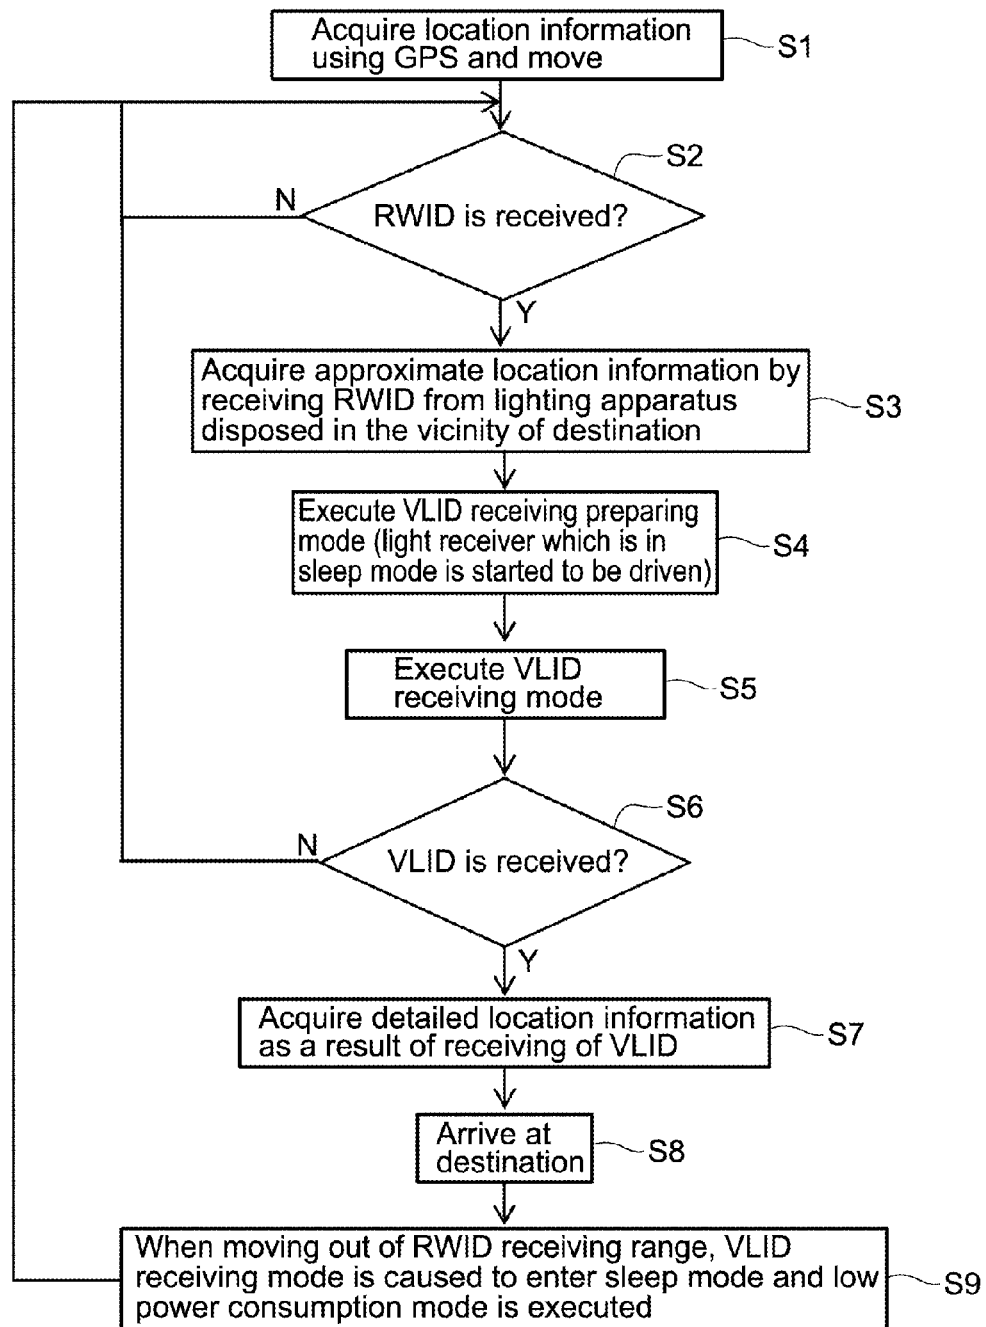 Acquire location information
using GPS and move
S1
S2
N
RWID is received?
Y
Acquire approximate location information by
receiving RWID from lighting apparatus
disposed in the vicinity of destination
S3
Execute VLID receiving preparing
mode (light receiver which is in
sleep mode is started to be driven)
S4
Execute VLID
receiving mode
S5
S6
N
VLID is received?
Y
Acquire detailed location information
as a result of receiving of VLID
S7
Arrive at
destination
S8
When moving out of RWID receiving range, VLID
receiving mode is caused to enter sleep mode and low
power consumption mode is executed
S9